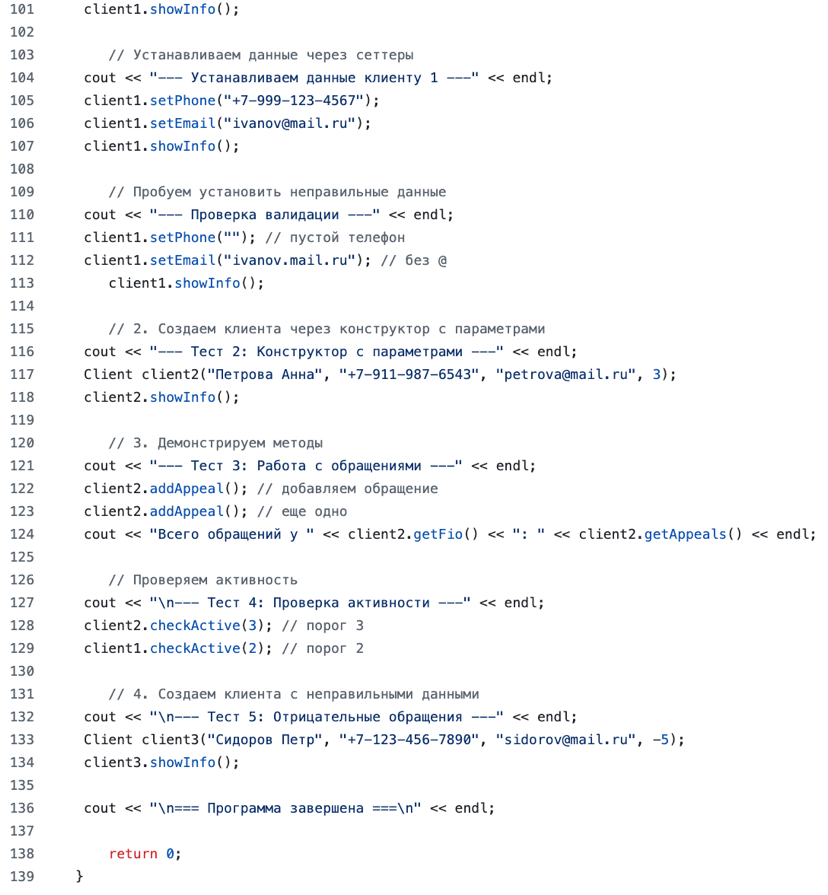 101 client1.showInfo();
102
103 // Устанавливаем данные через сеттеры
104 cout << "--- Устанавливаем данные клиенту 1 ---" << endl;
105 client1.setPhone("+7-999-123-4567");
106 client1.setEmail("ivanov@mail.ru");
107 client1.showInfo();
108
109 // Пробуем установить неправильные данные
110 cout << "--- Проверка валидации ---" << endl;
111 client1.setPhone(""); // пустой телефон
112 client1.setEmail("ivanov.mail.ru"); // без @
113 client1.showInfo();
114
115 // 2. Создаем клиента через конструктор с параметрами
116 cout << "--- Тест 2: Конструктор с параметрами ---" << endl;
117 Client client2("Петрова Анна", "+7-911-987-6543", "petrova@mail.ru", 3);
118 client2.showInfo();
119
120 // 3. Демонстрируем методы
121 cout << "--- Тест 3: Работа с обращениями ---" << endl;
122 client2.addAppeal(); // добавляем обращение
123 client2.addAppeal(); // еще одно
124 cout << "Всего обращений у " << client2.getFio() << ": " << client2.getAppeals() << endl;
125
126 // Проверяем активность
127 cout << "\n--- Тест 4: Проверка активности ---" << endl;
128 client2.checkActive(3); // порог 3
129 client1.checkActive(2); // порог 2
130
131 // 4. Создаем клиента с неправильными данными
132 cout << "\n--- Тест 5: Отрицательные обращения ---" << endl;
133 Client client3("Сидоров Петр", "+7-123-456-7890", "sidorov@mail.ru", -5);
134 client3.showInfo();
135
136 cout << "\n=== Программа завершена ===\n" << endl;
137
138 return 0;
139 }